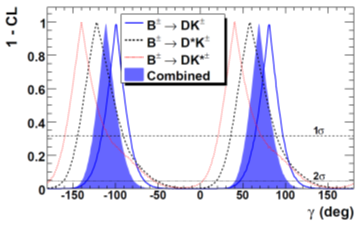 1 - CL
1
0.8
0.6
0.4
0.2
0
B± → DK±
B± → D*K±
B± → DK*±
Combined
1σ
2σ
-150 -100 -50 0 50 100 150
γ (deg)